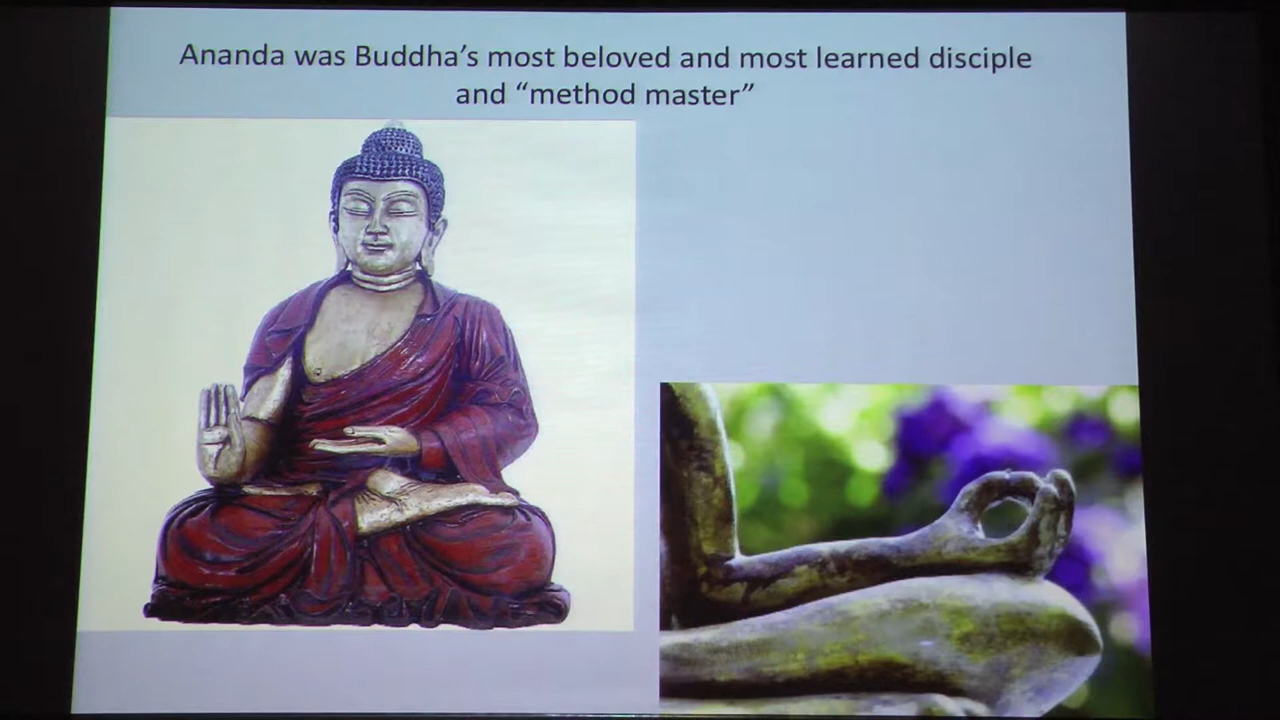 Ananda was Buddha’s most beloved and most learned disciple
and “method master”